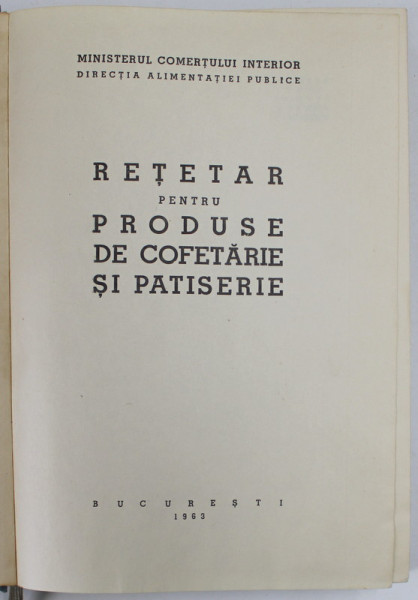 MINISTERUL COMERȚULUI INTERIOR
DIRECȚIA ALIMENTAȚIEI PUBLICE
REȚETAR
PENTRU
PRODUSE
DE COFETĂRIE
ȘI PATISERIE
BUCUREȘTI
1963